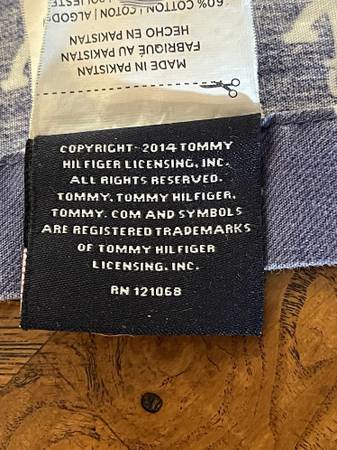 60% COTTON | COTON | ALGOD
HECHO EN PAKISTAN
FABRIQUÉ AU PAKISTAN
MADE IN PAKISTAN
COPYRIGHT 2014 TOMMY
HILFIGER LICENSING, INC.
ALL RIGHTS RESERVED.
TOMMY, TOMMY HILFIGER,
TOMMY. COM AND SYMBOLS
ARE REGISTERED TRADEMARKS
OF TOMMY HILFIGER
LICENSING, INC.
RN 121068